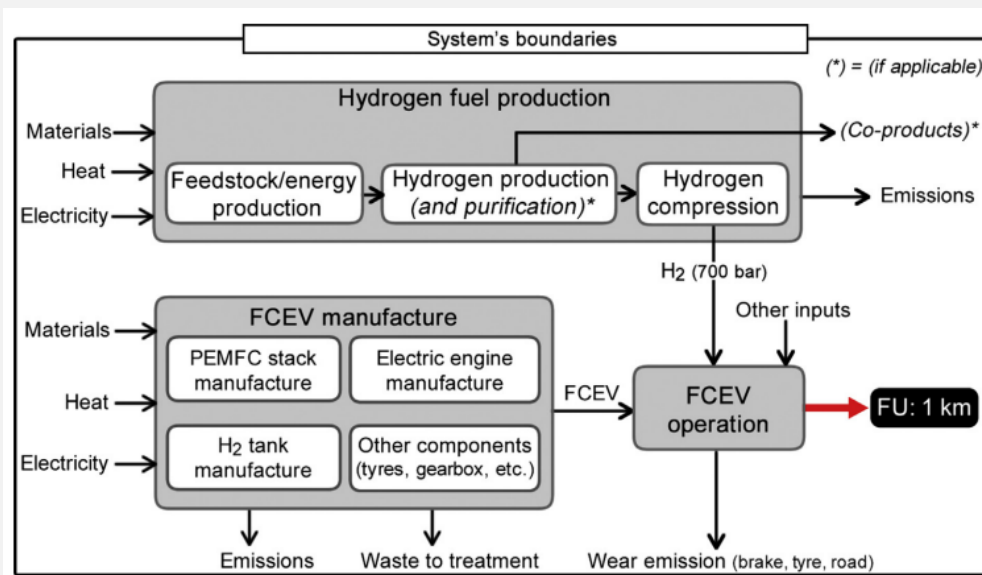 System's boundaries
(*) = (if applicable)
Hydrogen fuel production
Materials
Heat
Electricity
Feedstock/energy
production
Hydrogen production
(and purification)*
Hydrogen
compression
(Co-products)*
Emissions
H2 (700 bar)
Other inputs
FCEV manufacture
Materials
Heat
Electricity
PEMFC stack
manufacture
Electric engine
manufacture
H2 tank
manufacture
Other components
(tyres, gearbox, etc.)
FCEV
FCEV
operation
FU: 1 km
Emissions
Waste to treatment
Wear emission (brake, tyre, road)